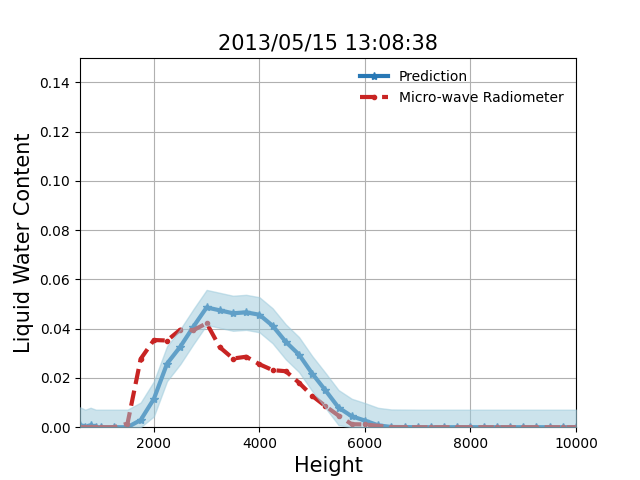 2013/05/15 13:08:38
Prediction
Micro-wave Radiometer
0.14
0.12
0.10
0.08
0.06
0.04
0.02
0.00
Liquid Water Content
2000 4000 6000 8000 10000
Height